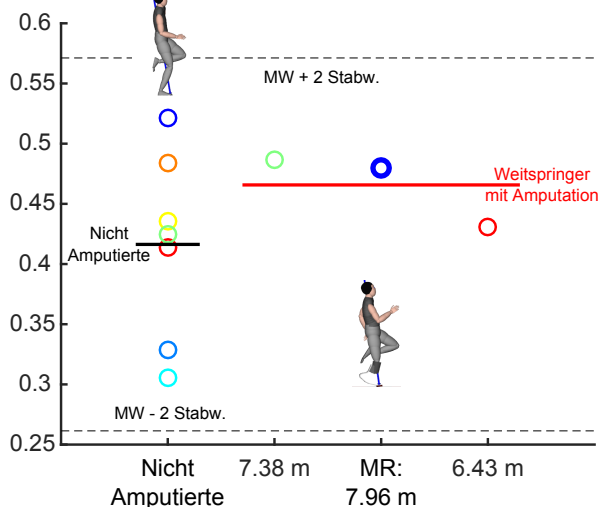 0.6
MW + 2 Stabw.
0.55
0.5
Weitspringer
mit Amputation
0.45
Nicht
Amputierte
0.4
0.35
0.3
MW - 2 Stabw.
0.25
Nicht
Amputierte
7.38 m
MR:
7.96 m
6.43 m